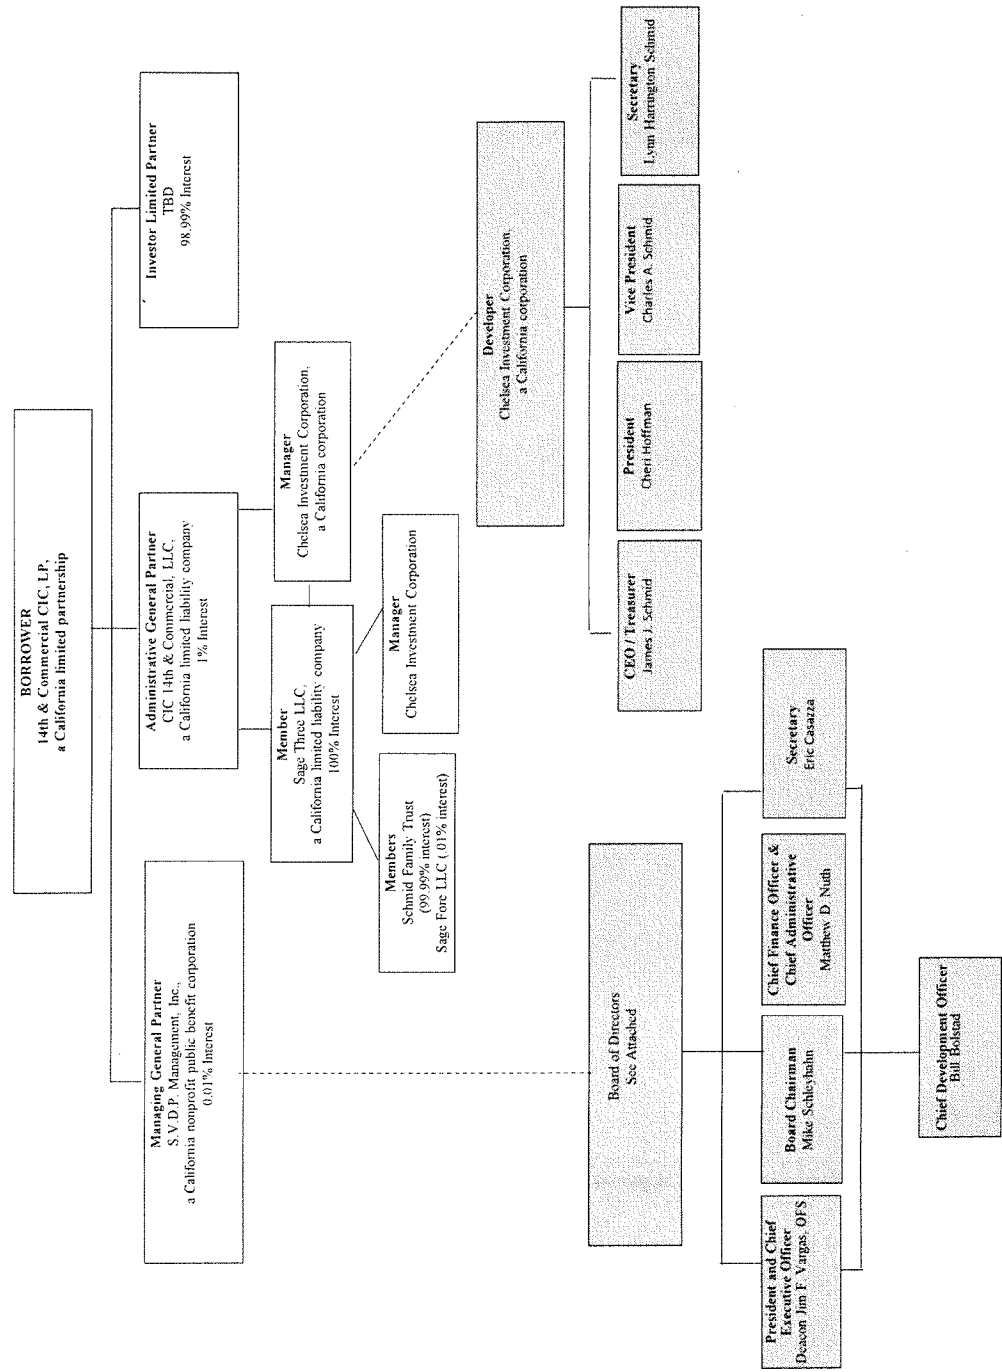 BORROWER
14th & Commercial CIC, LP,
a California limited partnership
Managing General Partner
S.V.D.P. Management, Inc.,
a California nonprofit public benefit corporation
0.01% Interest
Administrative General Partner
CIC 14th & Commercial, LLC,
a California limited liability company
1% Interest
Investor Limited Partner
TBD
98.99% Interest
Member
Sage Three LLC,
a California limited liability company
100% Interest
Manager
Chelsea Investment Corporation,
a California corporation
Members
Schmid Family Trust
(99.99% interest)
Sage Fore LLC (.01% interest)
Manager
Chelsea Investment Corporation
Developer
Chelsea Investment Corporation,
a California corporation
CEO / Treasurer
James J. Schmid
President
Cheri Hoffman
Vice President
Charles A. Schmid
Secretary
Lynn Harrington Schmid
Board of Directors
See Attached
President and Chief
Executive Officer
Deacon Jim F. Vargas, OFS
Board Chairman
Mike Schleyhahn
Chief Finance Officer &
Chief Administrative
Officer
Matthew D. Nuth
Secretary
Eric Casazza
Chief Development Officer
Bill Bolstad